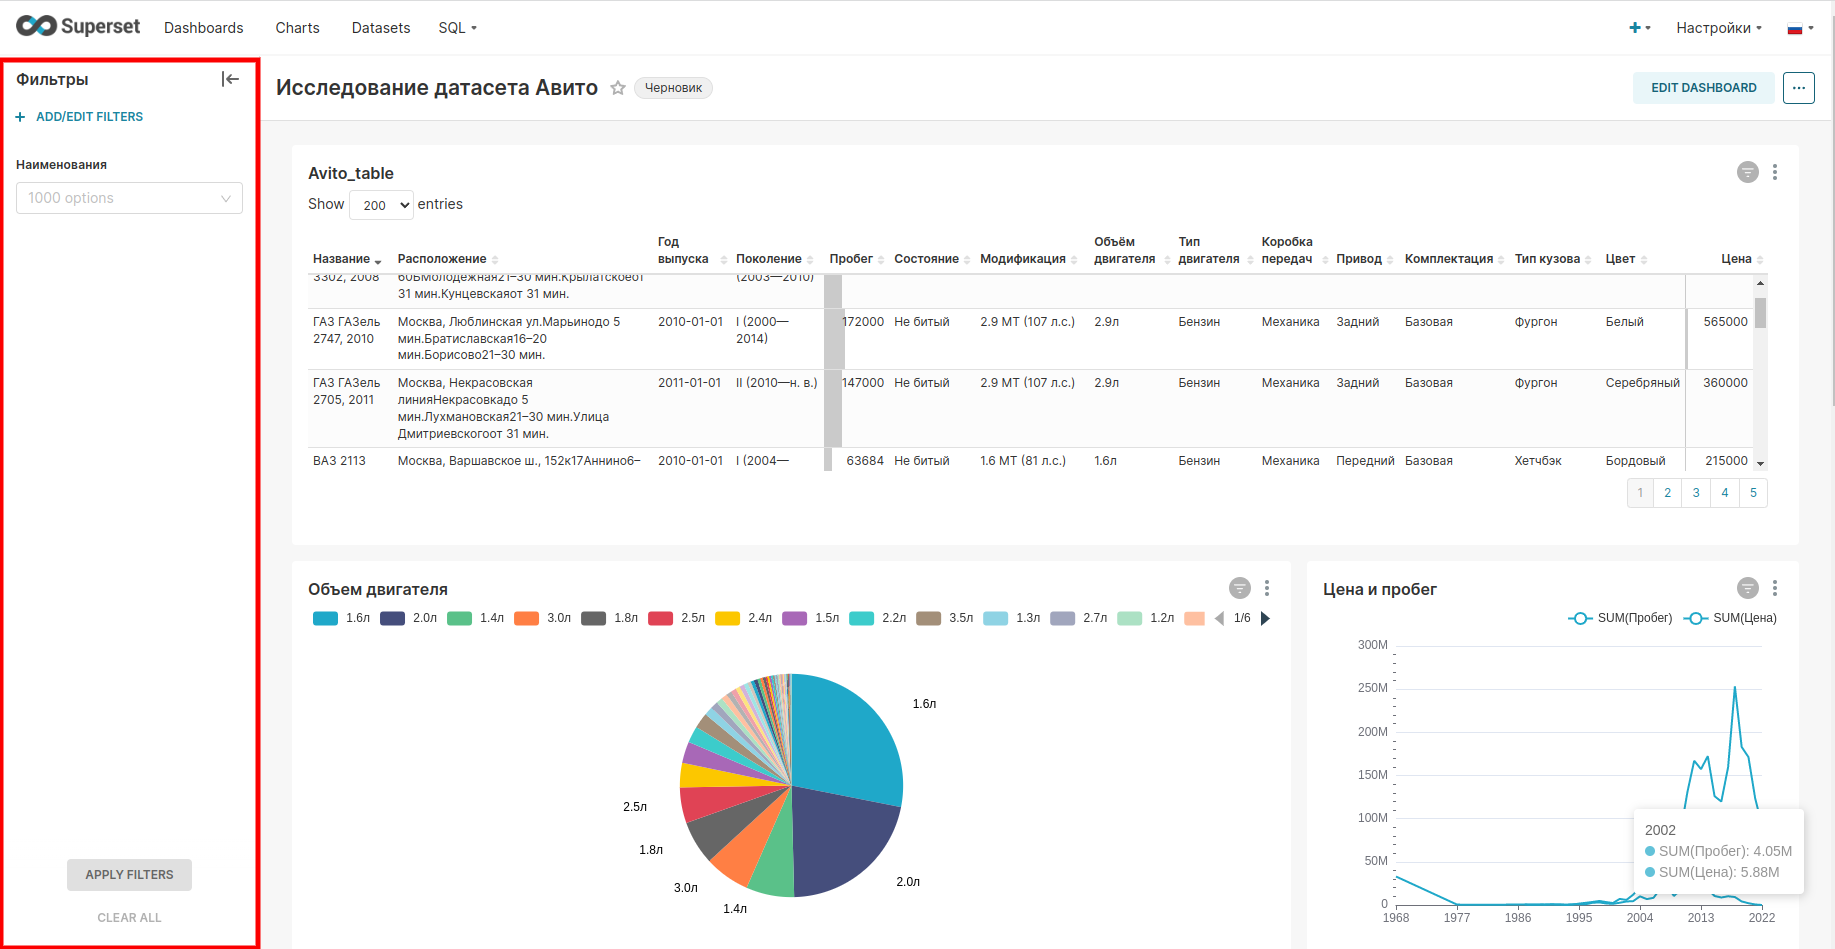 Superset Dashboards Charts Datasets SQL Настройки
Фильтры
ADD/EDIT FILTERS
Наименования
1000 options
APPLY FILTERS
CLEAR ALL
Исследование датасета Авито Черновик EDIT DASHBOARD ...
Avito_table
Show 200 entries
Название Расположение Год выпуска Поколение Пробег Состояние Модификация Объём двигателя Тип двигателя Коробка передач Привод Комплектация Тип кузова Цвет Цена
3302, 2008 60БМолодежная21–30 мин.Крылатскоеот (2003—2010)
31 мин.Кунцевскаяот 31 мин.
ГАЗ ГАЗель Москва, Люблинская ул.Марьинодо 5 2010-01-01 I (2000— 172000 Не битый 2.9 MT (107 л.с.) 2.9л Бензин Механика Задний Базовая Фургон Белый 565000
2747, 2010 мин.Братиславская16–20 2014)
мин.Борисово21–30 мин.
ГАЗ ГАЗель Москва, Некрасовская 2011-01-01 II (2010—н. в.) 147000 Не битый 2.9 MT (107 л.с.) 2.9л Бензин Механика Задний Базовая Фургон Серебряный 360000
2705, 2011 линияНекрасовкадо 5
мин.Лухмановская21–30 мин.Улица
Дмитриевскогоот 31 мин.
ВАЗ 2113 Москва, Варшавское ш., 152к17Аннино6– 2010-01-01 I (2004— 63684 Не битый 1.6 MT (81 л.с.) 1.6л Бензин Механика Передний Базовая Хетчбэк Бордовый 215000
1 2 3 4 5
Объем двигателя
1.6л 2.0л 1.4л 3.0л 1.8л 2.5л 2.4л 1.5л 2.2л 3.5л 1.3л 2.7л 1.2л 1/6
1.6л
2.5л
1.8л
2.0л
3.0л
1.4л
Цена и пробег
SUM(Пробег) SUM(Цена)
300M
250M
200M
150M
100M
50M
0
1968 1977 1986 1995 2004 2013 2022
2002
SUM(Пробег): 4.05M
SUM(Цена): 5.88M